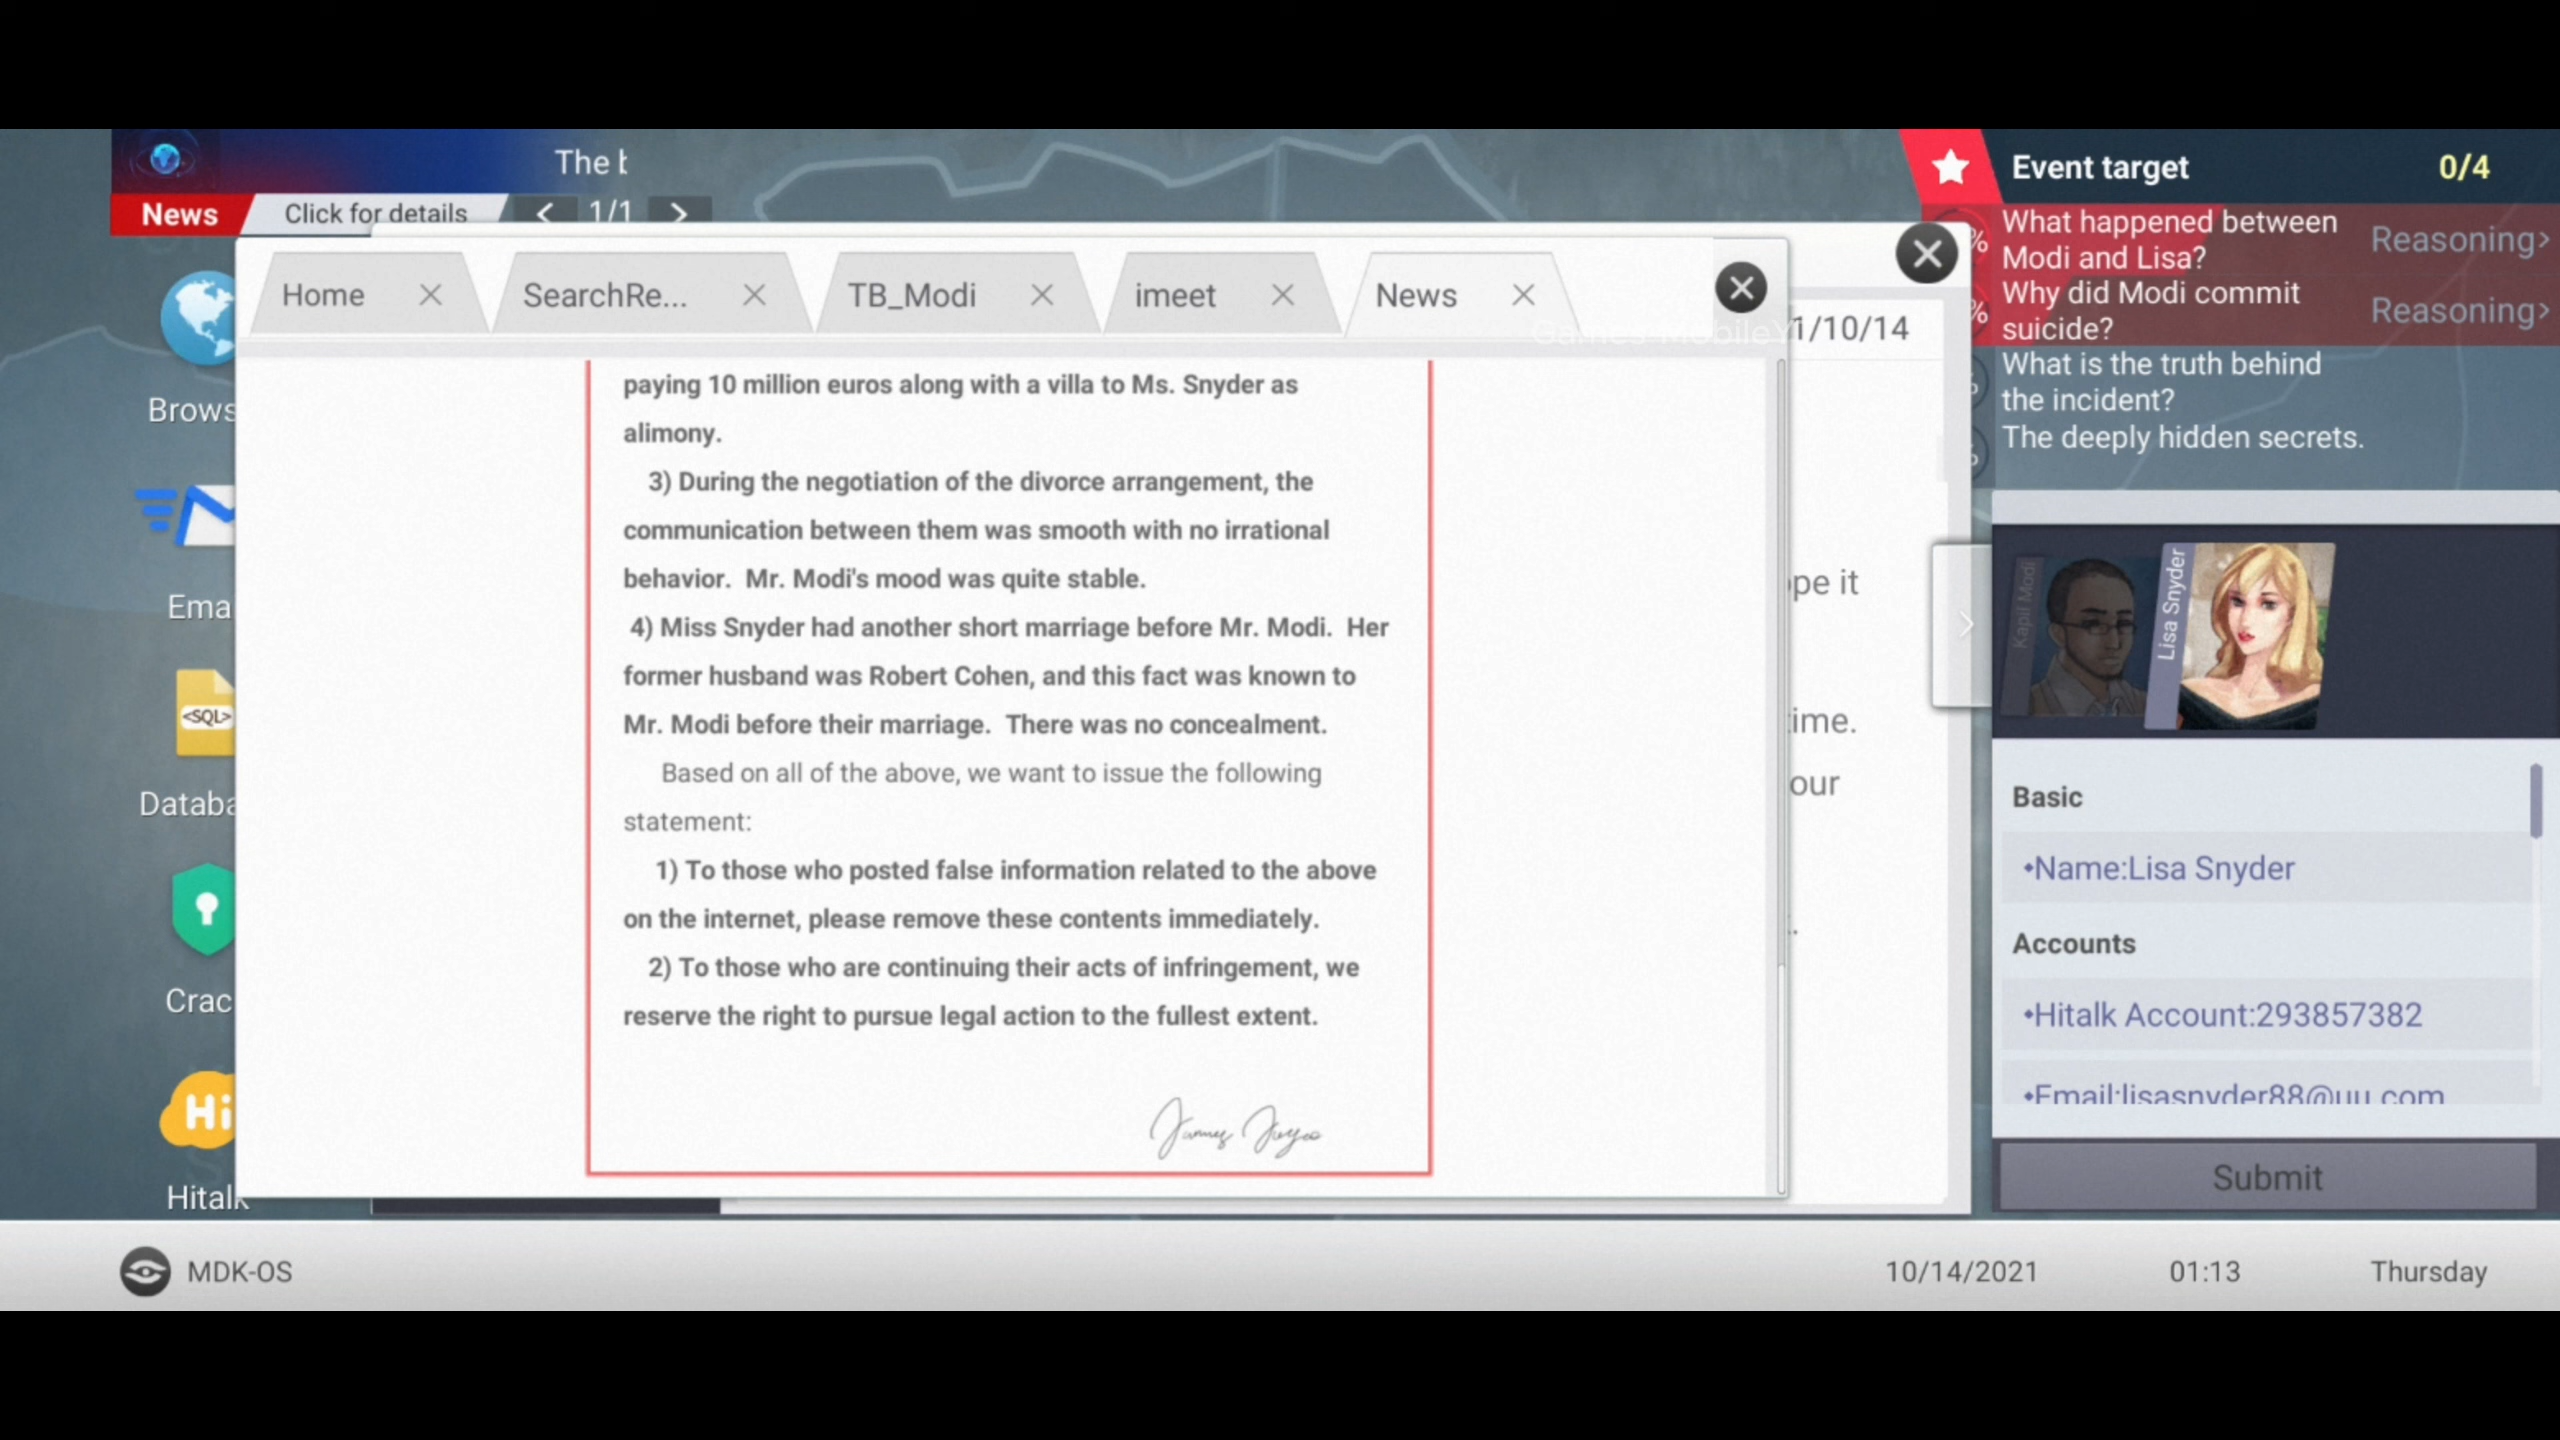 The
News
Click for details
< 1/1 >
Event target
0/4
What happened between
Modi and Lisa?
Reasoning>
Why did Modi commit
suicide?
Reasoning>
What is the truth behind
the incident?
The deeply hidden secrets.
Home
SearchRe...
TB_Modi
imeet
News
Games MobileY
1/10/14
paying 10 million euros along with a villa to Ms. Snyder as
alimony.
3) During the negotiation of the divorce arrangement, the
communication between them was smooth with no irrational
behavior. Mr. Modi's mood was quite stable.
4) Miss Snyder had another short marriage before Mr. Modi. Her
former husband was Robert Cohen, and this fact was known to
Mr. Modi before their marriage. There was no concealment.
Based on all of the above, we want to issue the following
statement:
1) To those who posted false information related to the above
on the internet, please remove these contents immediately.
2) To those who are continuing their acts of infringement, we
reserve the right to pursue legal action to the fullest extent.
pe it
ime.
our
Brows
Ema
<SQL>
Databa
Crac
Hi
Hitalk
Kapil Modi
Lisa Snyder
Basic
•Name:Lisa Snyder
Accounts
•Hitalk Account:293857382
•Email:lisasnyder88@uu.com
Submit
MDK-OS
10/14/2021
01:13
Thursday